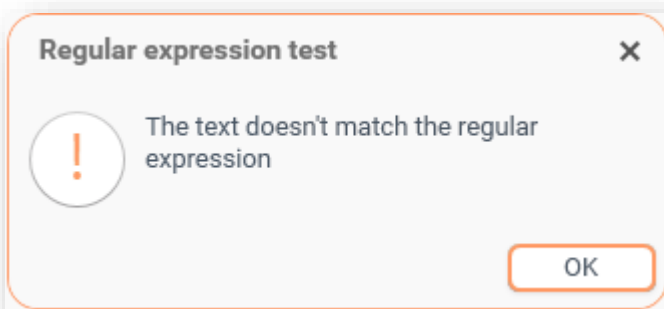 Regular expression test
The text doesn't match the regular
expression
OK